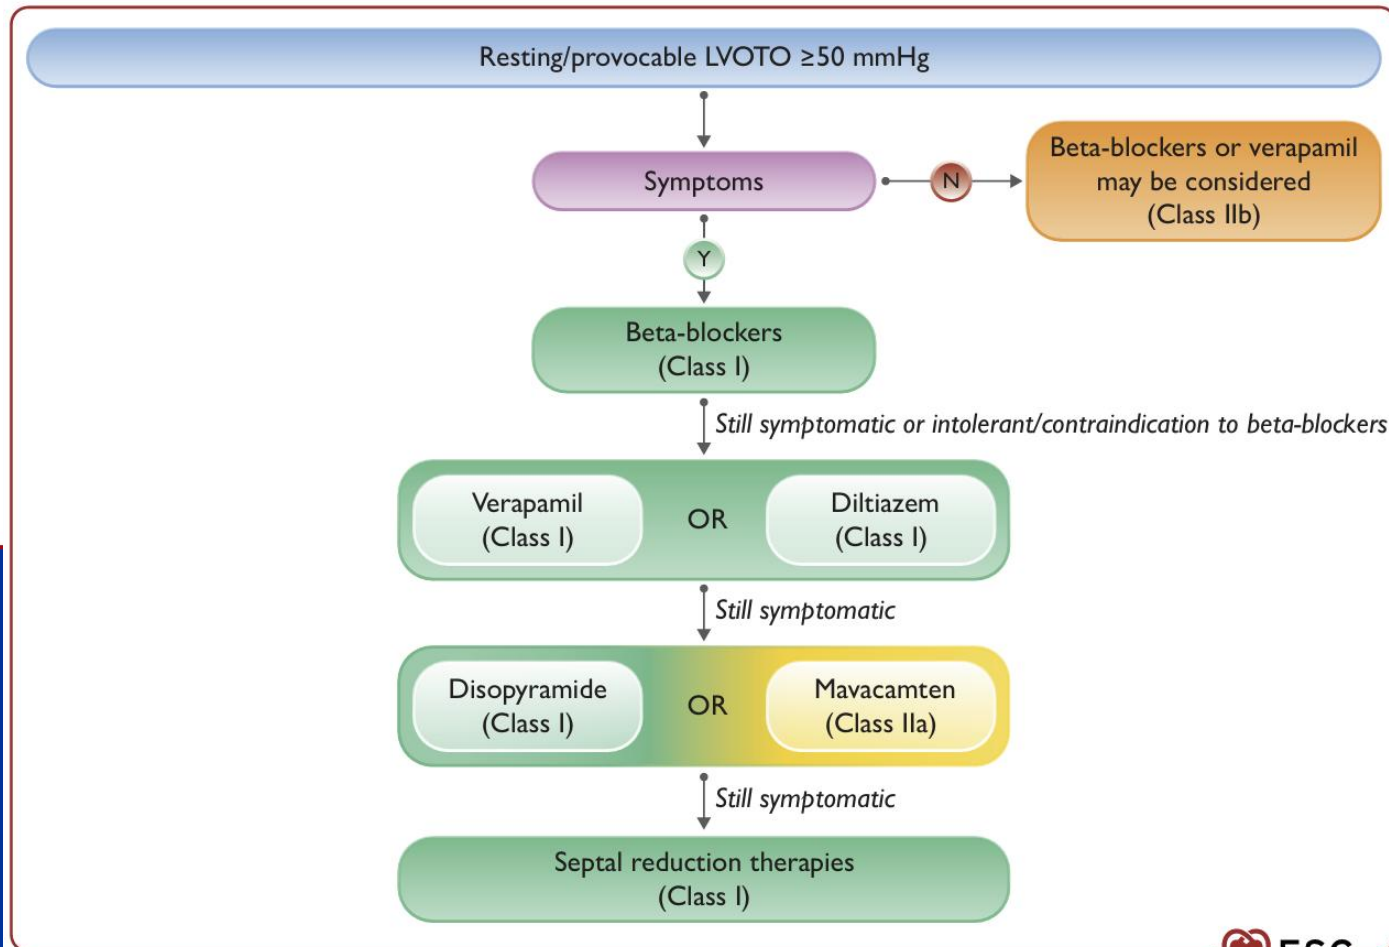 Resting/provocable LVOTO ≥50 mmHg
Symptoms
N
Beta-blockers or verapamil
may be considered
(Class IIb)
Y
Beta-blockers
(Class I)
Still symptomatic or intolerant/contraindication to beta-blockers
Verapamil
(Class I)
OR
Diltiazem
(Class I)
Still symptomatic
Disopyramide
(Class I)
OR
Mavacamten
(Class IIa)
Still symptomatic
Septal reduction therapies
(Class I)
ESC